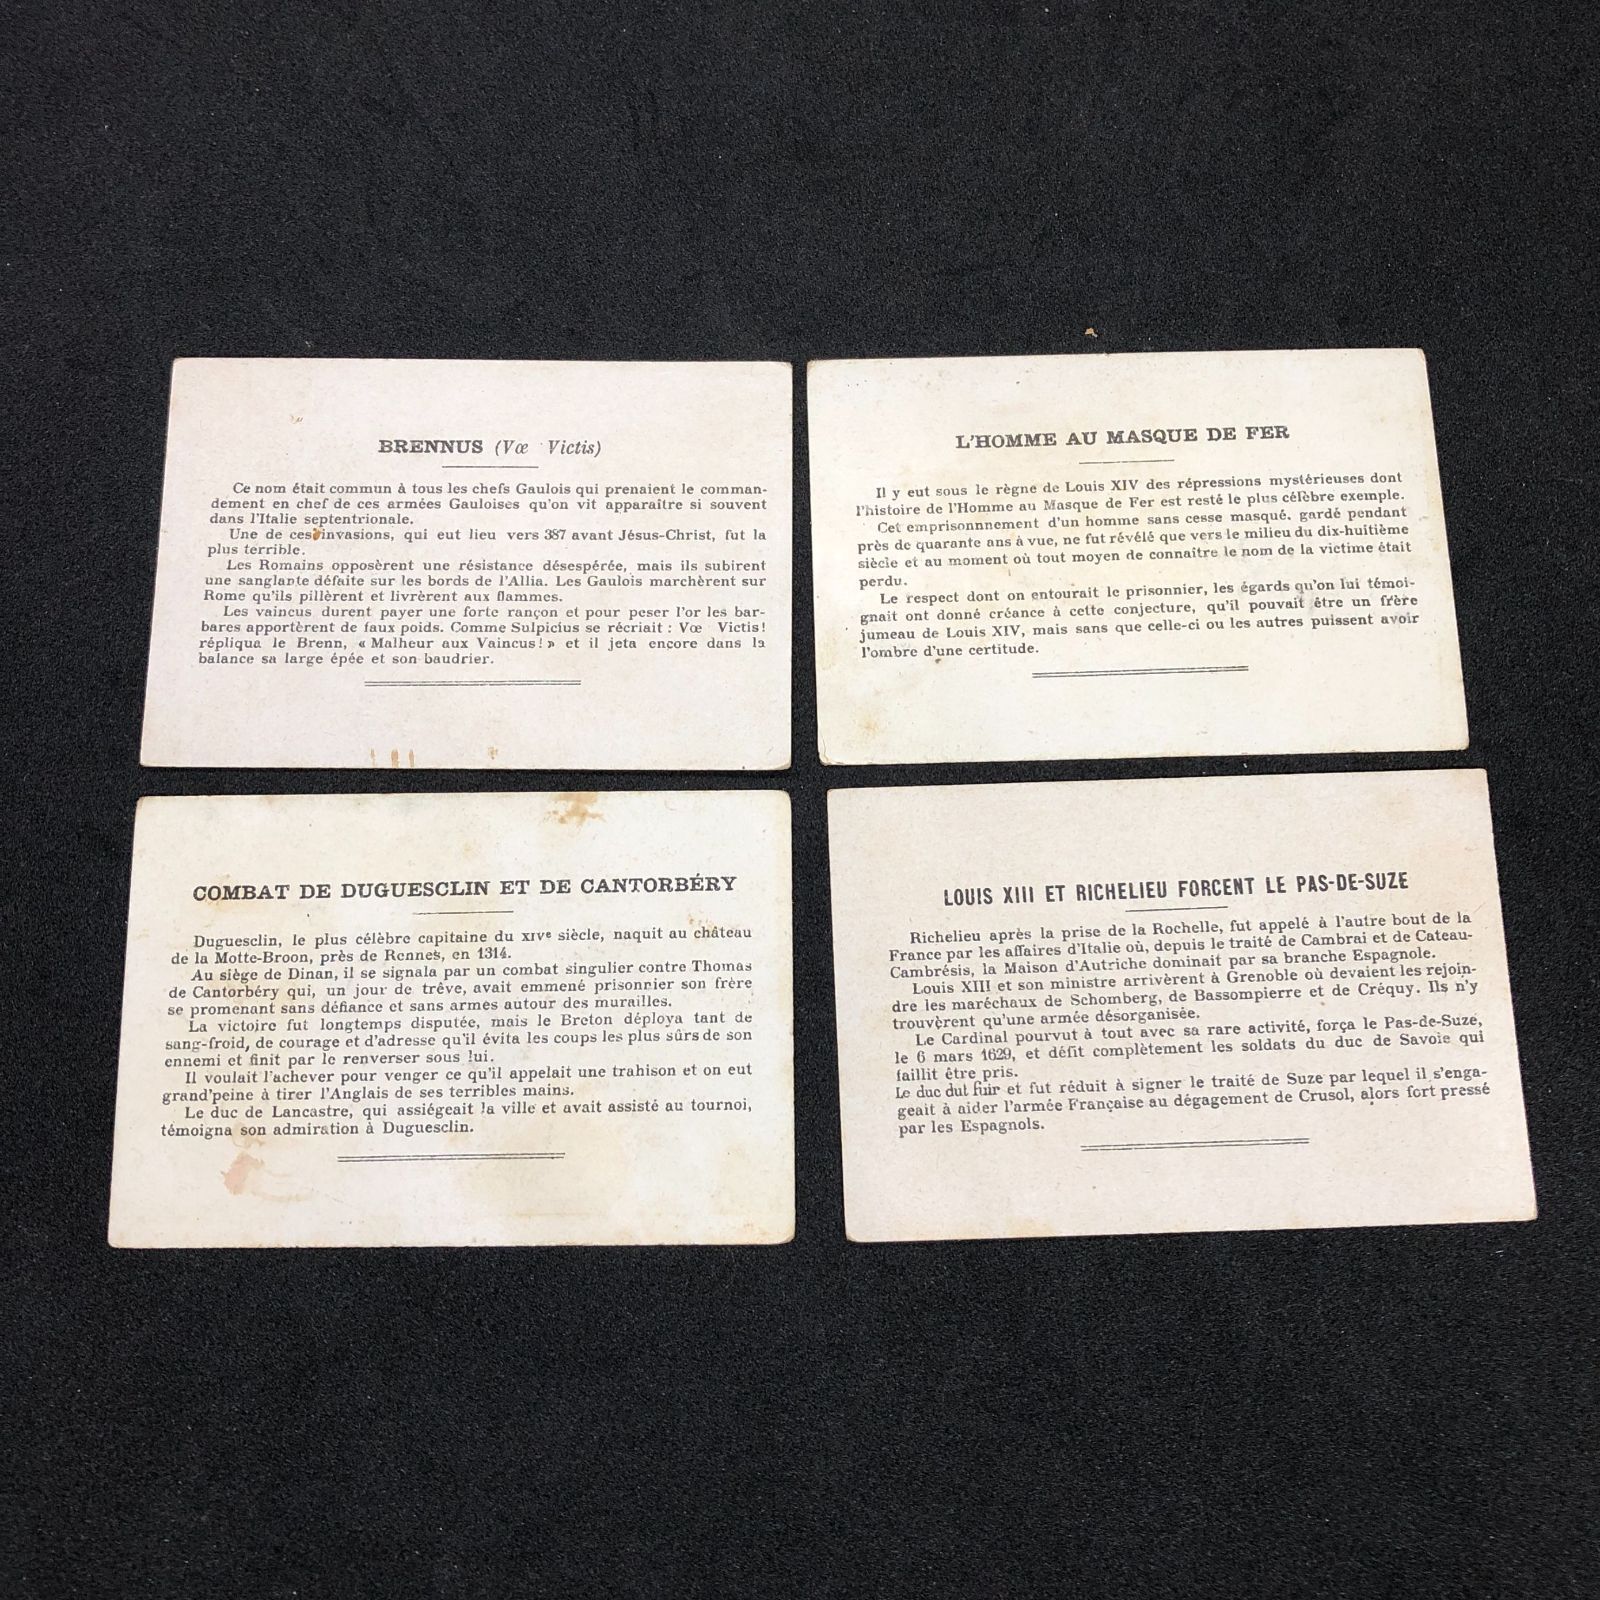 BRENNUS (Væ Victis)
Ce nom était commun à tous les chefs Gaulois qui prenaient le comman-
dement en chef de ces armées Gauloises qu'on vit apparaître si souvent
dans l'Italie septentrionale.
Une de ces invasions, qui eut lieu vers 387 avant Jésus-Christ, fut la
plus terrible.
Les Romains opposèrent une résistance désespérée, mais ils subirent
une sanglante défaite sur les bords de l'Allia. Les Gaulois marchèrent sur
Rome qu'ils pillèrent et livrèrent aux flammes.
Les vaincus durent payer une forte rançon et pour peser l'or les bar-
bares apportèrent de faux poids. Comme Sulpicius se récriait : Væ Victis!
répliqua le Brenn, « Malheur aux Vaincus! » et il jeta encore dans la
balance sa large épée et son baudrier.
L'HOMME AU MASQUE DE FER
Il y eut sous le règne de Louis XIV des répressions mystérieuses dont
l'histoire de l'Homme au Masque de Fer est resté le plus célèbre exemple.
Cet emprisonnnement d'un homme sans cesse masqué, gardé pendant
près de quarante ans à vue, ne fut révélé que vers le milieu du dix-huitième
siècle et au moment où tout moyen de connaître le nom de la victime était
perdu.
Le respect dont on entourait le prisonnier, les égards qu'on lui témoi-
gnait ont donné créance à cette conjecture, qu'il pouvait être un frère
jumeau de Louis XIV, mais sans que celle-ci ou les autres puissent avoir
l'ombre d'une certitude.
COMBAT DE DUGUESCLIN ET DE CANTORBÉRY
Duguesclin, le plus célèbre capitaine du XIVe siècle, naquit au château
de la Motte-Broon, près de Rennes, en 1314.
Au siège de Dinan, il se signala par un combat singulier contre Thomas
de Cantorbéry qui, un jour de trêve, avait emmené prisonnier son frère
se promenant sans défiance et sans armes autour des murailles.
La victoire fut longtemps disputée, mais le Breton déploya tant de
sang-froid, de courage et d'adresse qu'il évita les coups les plus sûrs de son
ennemi et finit par le renverser sous lui.
Il voulait l'achever pour venger ce qu'il appelait une trahison et on eut
grand'peine à tirer l'Anglais de ses terribles mains.
Le duc de Lancastre, qui assiégeait la ville et avait assisté au tournoi,
témoigna son admiration à Duguesclin.
LOUIS XIII ET RICHELIEU FORCENT LE PAS-DE-SUZE
Richelieu après la prise de la Rochelle, fut appelé à l'autre bout de la
France par les affaires d'Italie où, depuis le traité de Cambrai et de Cateau-
Cambrésis, la Maison d'Autriche dominait par sa branche Espagnole.
Louis XIII et son ministre arrivèrent à Grenoble où devaient les rejoin-
dre les maréchaux de Schomberg, de Bassompierre et de Créquy. Ils n'y
trouvèrent qu'une armée désorganisée.
Le Cardinal pourvut à tout avec sa rare activité, força le Pas-de-Suze,
le 6 mars 1629, et défit complètement les soldats du duc de Savoie qui
faillit être pris.
Le duc dut fuir et fut réduit à signer le traité de Suze par lequel il s'enga-
geait à aider l'armée Française au dégagement de Crusol, alors fort pressé
par les Espagnols.